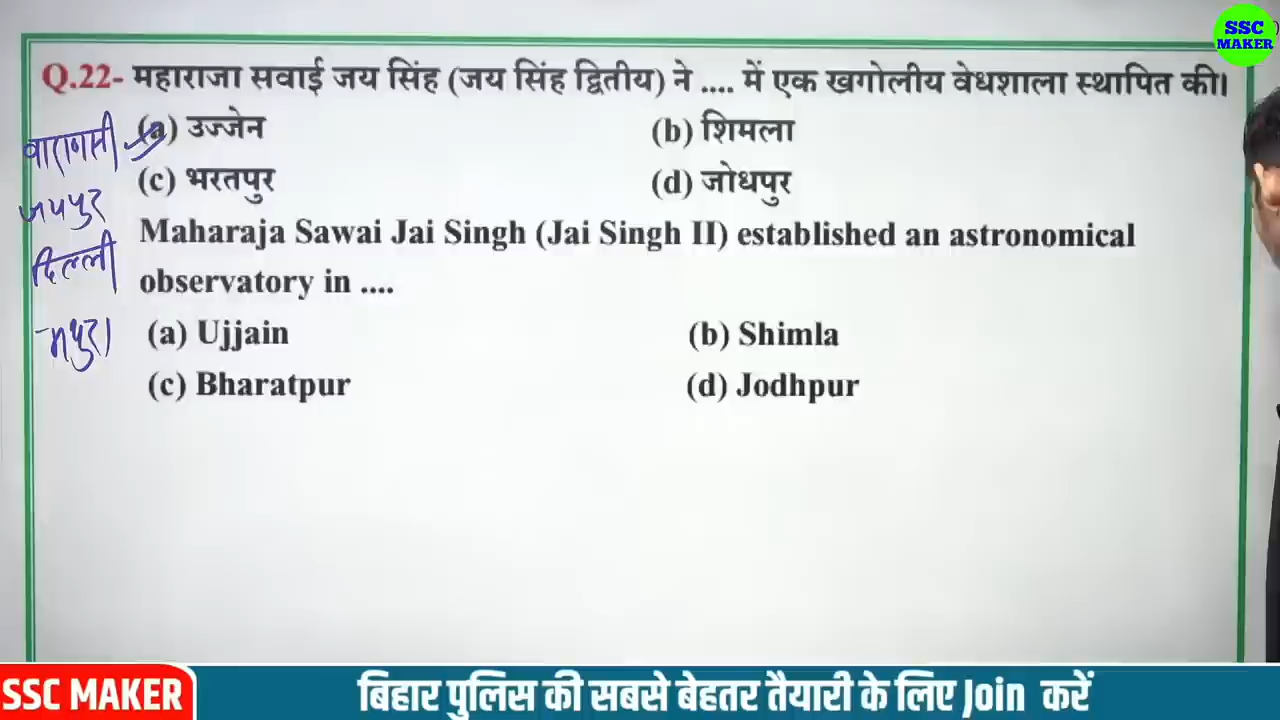 SSC
MAKER
Q.22- महाराजा सवाई जय सिंह (जय सिंह द्वितीय) ने .... में एक खगोलीय वेधशाला स्थापित की।
(a) उज्जेन (b) शिमला
(c) भरतपुर (d) जोधपुर
वाराणसी
जयपुर
दिल्ली
मथुरा
Maharaja Sawai Jai Singh (Jai Singh II) established an astronomical
observatory in ....
(a) Ujjain (b) Shimla
(c) Bharatpur (d) Jodhpur
SSC MAKER बिहार पुलिस की सबसे बेहतर तैयारी के लिए Join करें